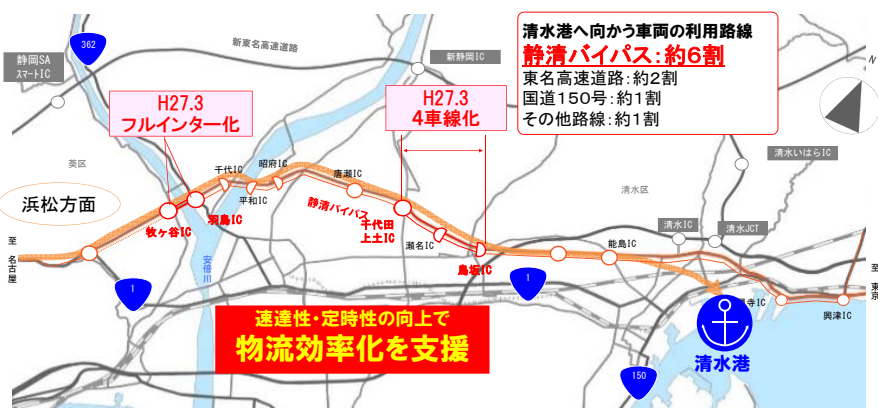 清水港へ向かう車両の利用路線
静清バイパス：約6割
東名高速道路：約2割
国道150号：約1割
その他路線：約1割
362
新東名高速道路
静岡SA
スマートIC
新静岡IC
N
H27.3
フルインター化
H27.3
4車線化
清水いはらIC
葵区
千代IC
昭府IC
唐瀬IC
清水区
浜松方面
平和IC
羽鳥IC
牧ヶ谷IC
静清バイパス
千代田
上土IC
瀬名IC
鳥坂IC
能島IC
清水IC
清水JCT
至
名古屋
安倍川
1
1
至
東京
寺IC
興津IC
速達性・定時性の向上で
物流効率化を支援
清水港
150